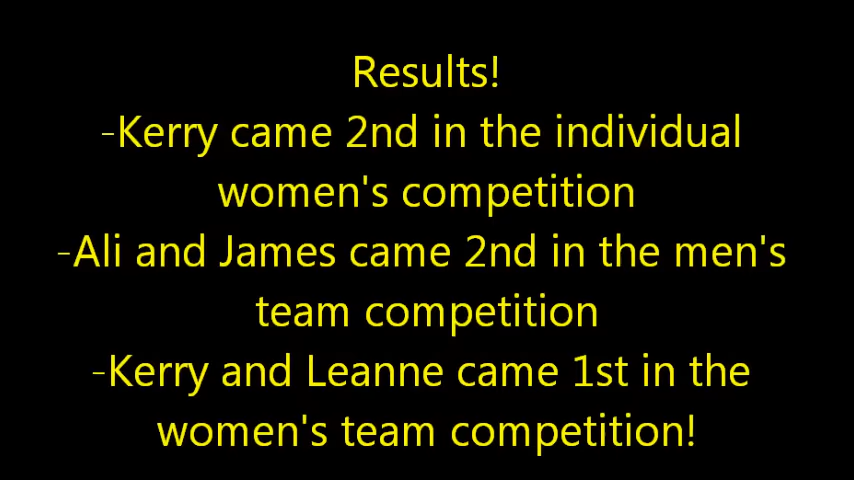 Results!
-Kerry came 2nd in the individual
women's competition
-Ali and James came 2nd in the men's
team competition
-Kerry and Leanne came 1st in the
women's team competition!